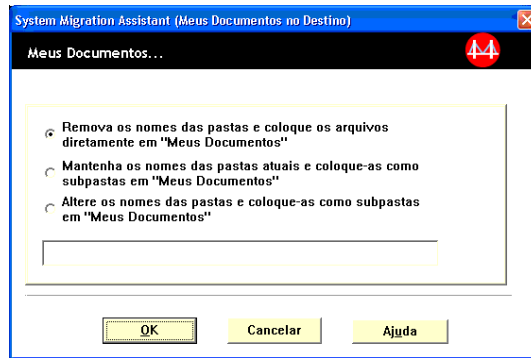 System Migration Assistant (Meus Documentos no Destino)
Meus Documentos...
Remova os nomes das pastas e coloque os arquivos
diretamente em "Meus Documentos"
Mantenha os nomes das pastas atuais e coloque-as como
subpastas em "Meus Documentos"
Altere os nomes das pastas e coloque-as como subpastas
em "Meus Documentos"
OK
Cancelar
Ajuda